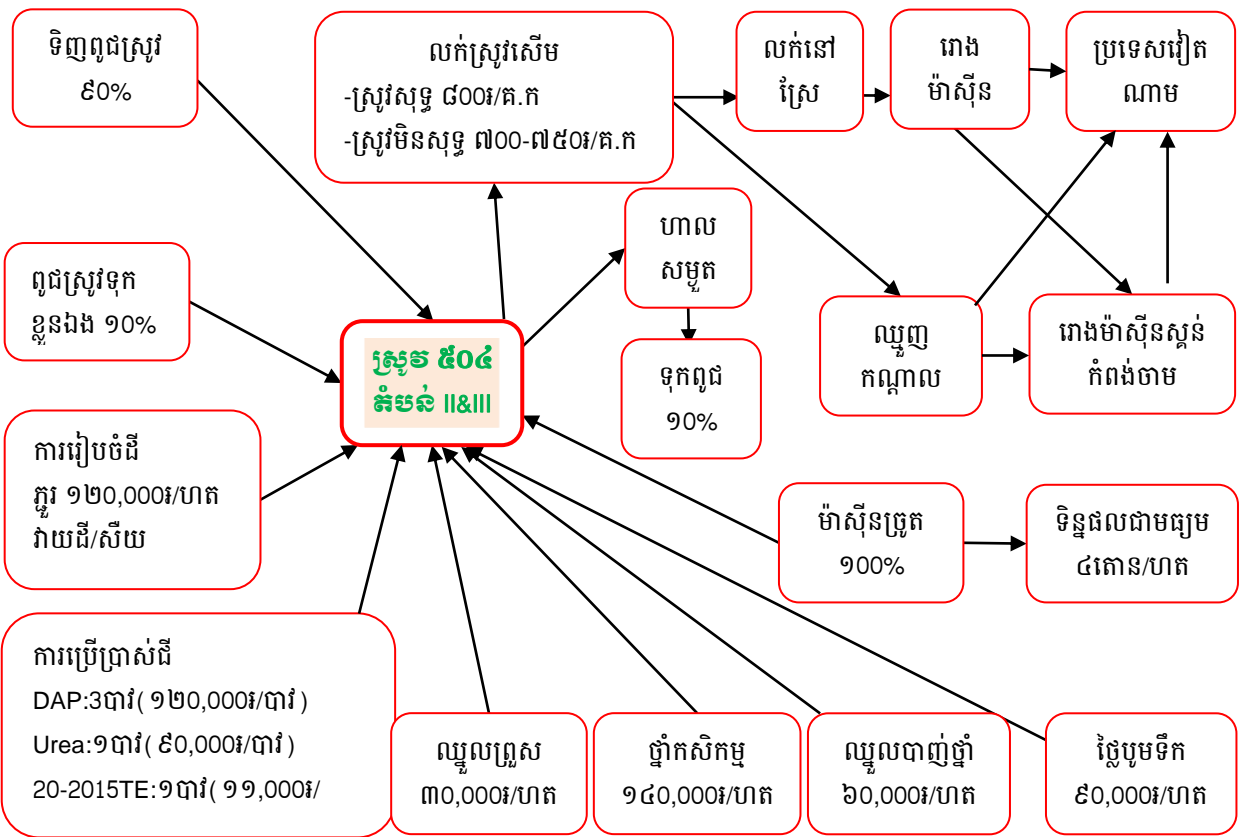 ទិញពូជស្រូវ
៩០%
លក់ស្រូវសើម
-ស្រូវសុទ្ធ ៨០០៛/គ.ក
-ស្រូវមិនសុទ្ធ ៧០០-៧៥០៛/គ.ក
លក់នៅ
ស្រែ
រោង
ម៉ាស៊ីន
ប្រទេសវៀត
ណាម
ពូជស្រូវទុក
ខ្លួនឯង ១០%
ហាល
សម្ងួត
ស្រូវ ៥០៤
តំបន់ II&III
ទុកពូជ
១០%
ឈ្មួញ
កណ្តាល
រោងម៉ាស៊ីនស្គន់
កំពង់ចាម
ការរៀបចំដី
ភ្ជួរ ១២០,០០០៛/ហត
វាយដី/សឺយ
ម៉ាស៊ីនច្រូត
១០០%
ទិន្នផលជាមធ្យម
៤តោន/ហត
ការប្រើប្រាស់ជី
DAP:3បាវ( ១២០,០០០៛/បាវ )
Urea:១បាវ( ៩០,០០០៛/បាវ )
20-2015TE:១បាវ( ១១,០០០៛/
ឈ្នួលព្រួស
៣០,០០០៛/ហត
ថ្នាំកសិកម្ម
១៤០,០០០៛/ហត
ឈ្នួលបាញ់ថ្នាំ
៦០,០០០៛/ហត
ថ្លៃបូមទឹក
៩០,០០០៛/ហត